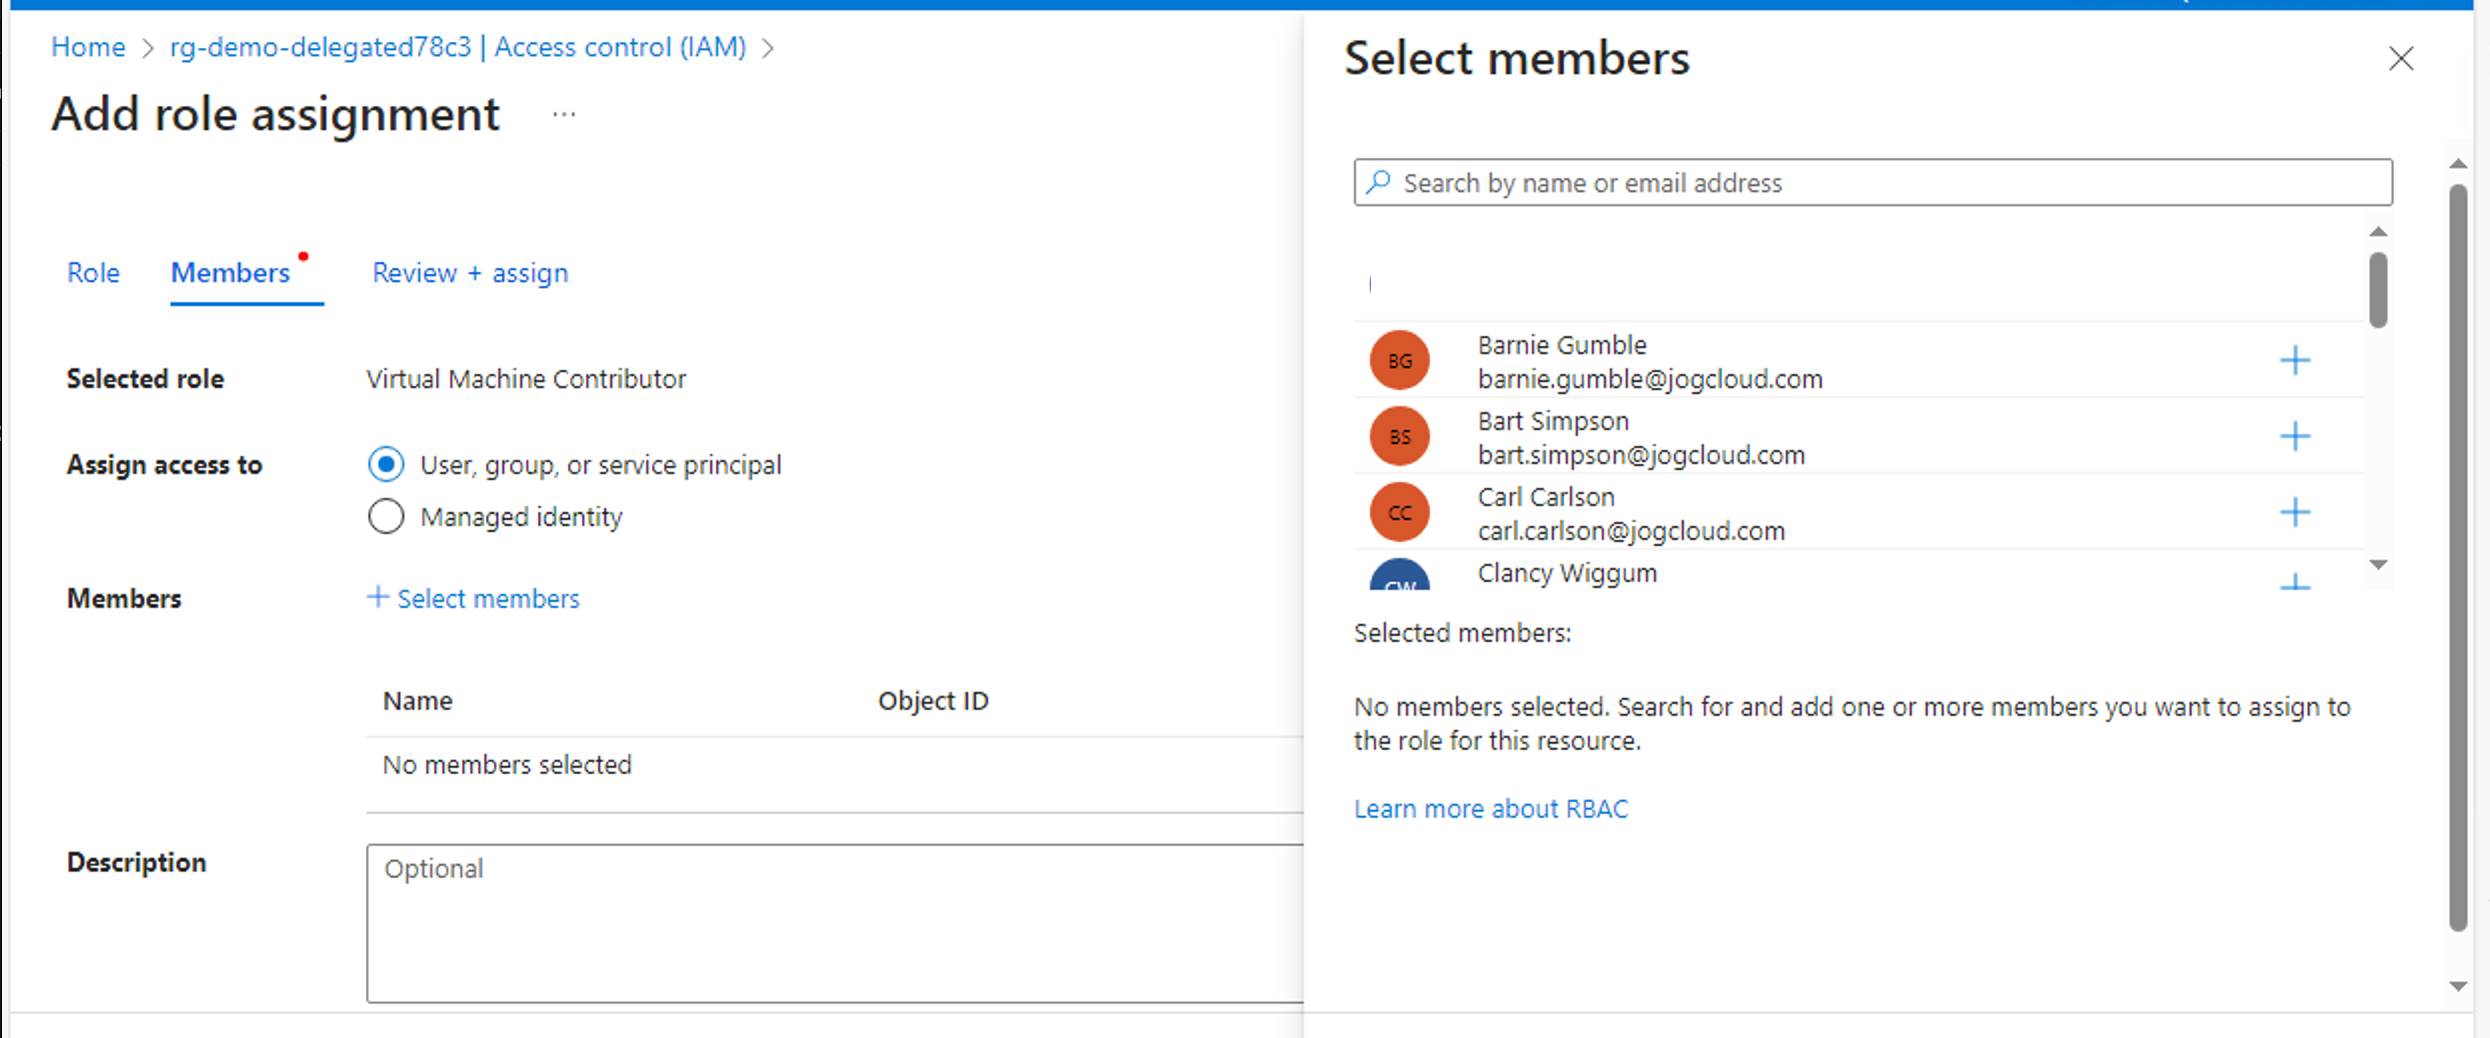 Home > rg-demo-delegated78c3 | Access control (IAM) >
Add role assignment ...
Role Members Review + assign
Selected role Virtual Machine Contributor
Assign access to User, group, or service principal
Managed identity
Members + Select members
Name Object ID
No members selected
Description Optional
Select members
Search by name or email address
BG Barnie Gumble
barnie.gumble@jogcloud.com
BS Bart Simpson
bart.simpson@jogcloud.com
CC Carl Carlson
carl.carlson@jogcloud.com
CW Clancy Wiggum
Selected members:
No members selected. Search for and add one or more members you want to assign to
the role for this resource.
Learn more about RBAC